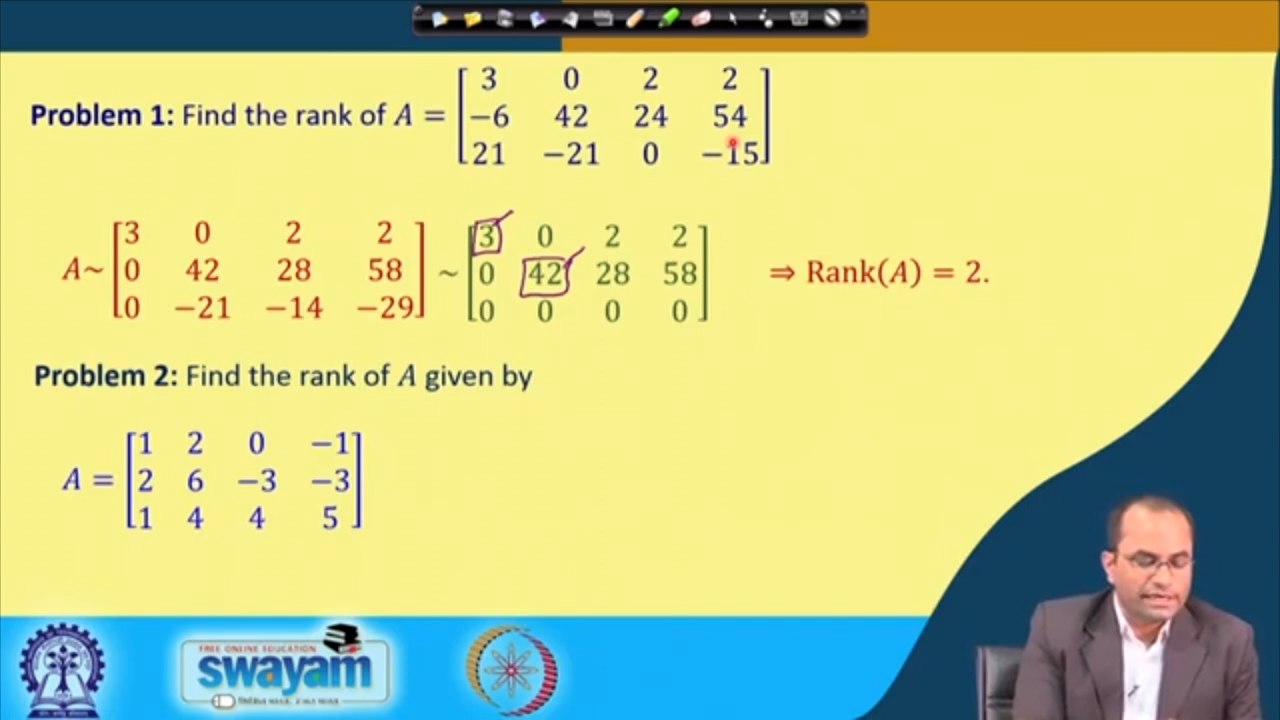 Problem 1: Find the rank of A = [3 0 2 2
−6 42 24 54
21 −21 0 −15]
A~ [3 0 2 2
0 42 28 58
0 −21 −14 −29] ~ [3 0 2 2
0 42 28 58
0 0 0 0] ⇒ Rank(A) = 2.
Problem 2: Find the rank of A given by
A = [1 2 0 −1
2 6 −3 −3
1 4 4 5]
FREE ONLINE EDUCATION
swayam